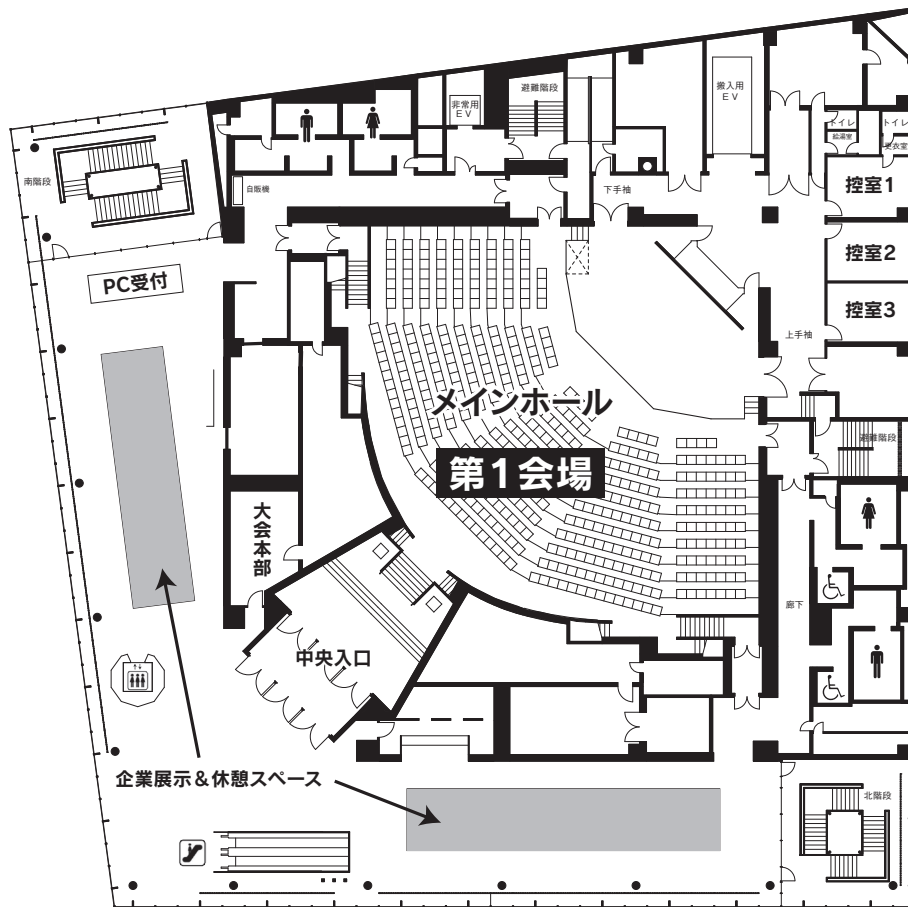 避難階段
非常用
EV
搬入用
EV
トイレ
給湯室
トイレ
更衣室
南階段
自販機
下手袖
控室1
PC受付
控室2
控室3
上手袖
メインホール
第1会場
避難階段
大会本部
廊下
中央入口
企業展示&休憩スペース
北階段